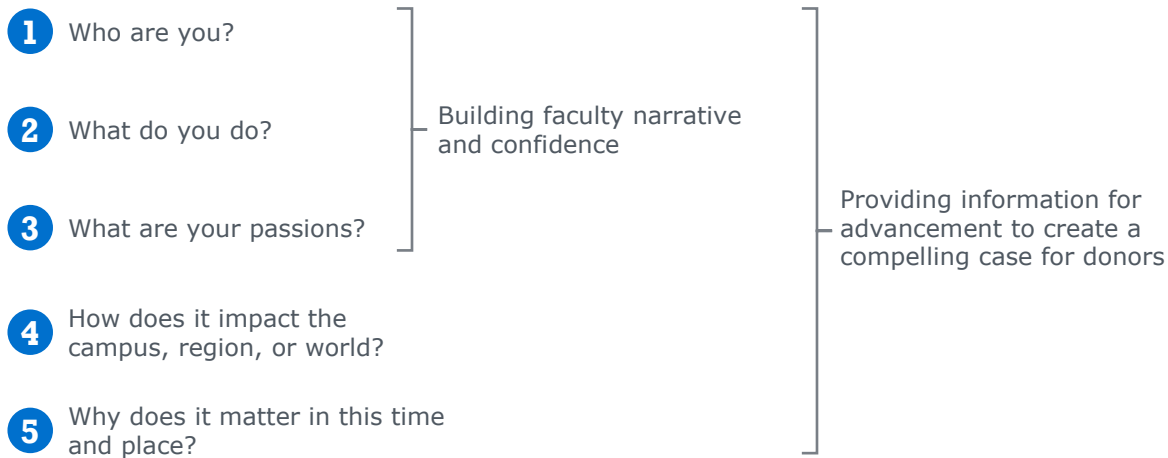 1 Who are you?
2 What do you do?
3 What are your passions?
4 How does it impact the
campus, region, or world?
5 Why does it matter in this time
and place?
Building faculty narrative
and confidence
Providing information for
advancement to create a
compelling case for donors